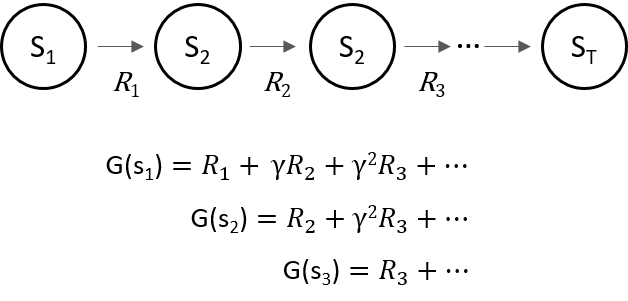 S₁ S₂ S₂ ··· S_T
R₁ R₂ R₃
G(s₁) = R₁ + γR₂ + γ²R₃ + ···
G(s₂) = R₂ + γ²R₃ + ···
G(s₃) = R₃ + ···